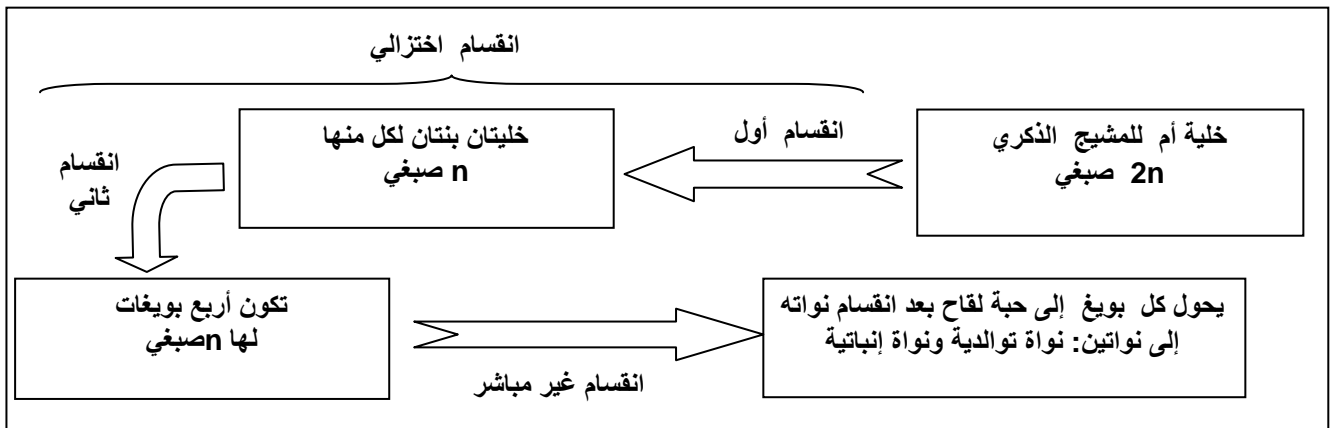 انقسام اختزالي
خلية أم للمشيج الذكري
2n صبغي
انقسام أول
خليتان بنتان لكل منها
n صبغي
انقسام
ثاني
تكون أربع بويغات
لها nصبغي
انقسام غير مباشر
يحول كل بويغ إلى حبة لقاح بعد انقسام نواته
إلى نواتين: نواة توالدية ونواة إنباتية